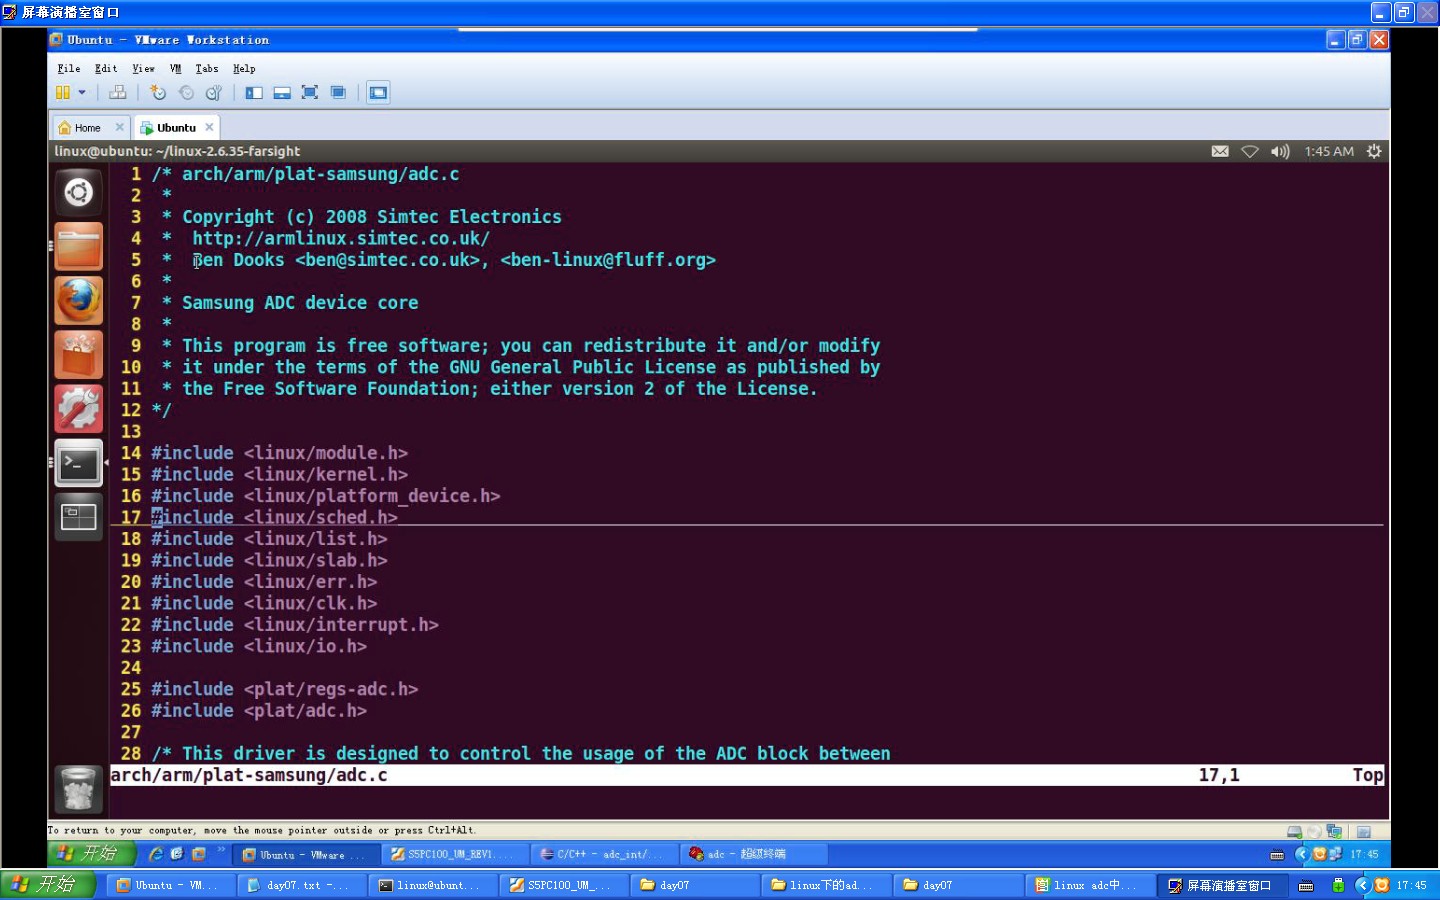 屏幕演播室窗口
Ubuntu - VMware Workstation
File Edit View VM Tabs Help
Home
Ubuntu
linux@ubuntu: ~/linux-2.6.35-farsight
1:45 AM
1 /* arch/arm/plat-samsung/adc.c
2 *
3 * Copyright (c) 2008 Simtec Electronics
4 * http://armlinux.simtec.co.uk/
5 * Ben Dooks <ben@simtec.co.uk>, <ben-linux@fluff.org>
6 *
7 * Samsung ADC device core
8 *
9 * This program is free software; you can redistribute it and/or modify
10 * it under the terms of the GNU General Public License as published by
11 * the Free Software Foundation; either version 2 of the License.
12 */
13
14 #include <linux/module.h>
15 #include <linux/kernel.h>
16 #include <linux/platform_device.h>
17 #include <linux/sched.h>
18 #include <linux/list.h>
19 #include <linux/slab.h>
20 #include <linux/err.h>
21 #include <linux/clk.h>
22 #include <linux/interrupt.h>
23 #include <linux/io.h>
24
25 #include <plat/regs-adc.h>
26 #include <plat/adc.h>
27
28 /* This driver is designed to control the usage of the ADC block between
arch/arm/plat-samsung/adc.c 17,1 Top
To return to your computer, move the mouse pointer outside or press Ctrl+Alt.
开始 Ubuntu - VMware ... S5PC100_UM_REV1.... C/C++ - adc_int/... adc - 超级终端 17:45
开始 Ubuntu - VM... day07.txt -... linux@ubunt... S5PC100_UM_... day07 linux下的ad... day07 linux adc中... 屏幕演播室窗口 17:45